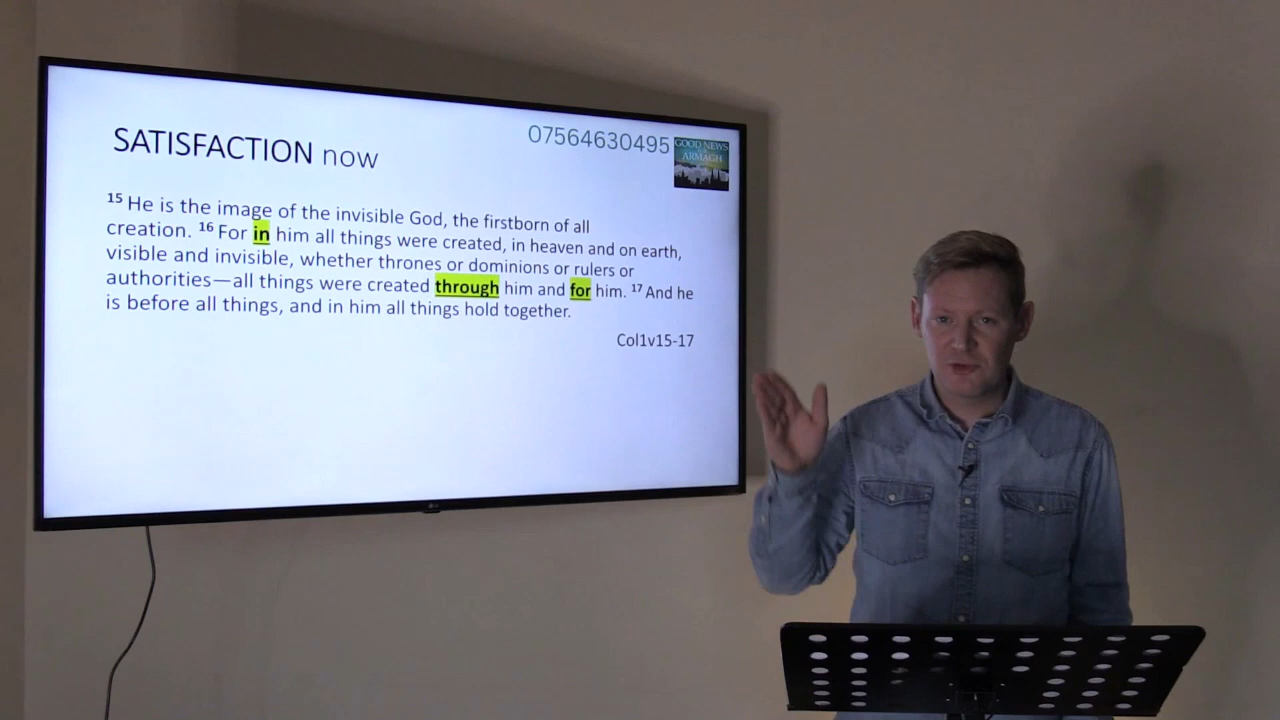 SATISFACTION now
07564630495
GOOD NEWS
ARMAGH
15 He is the image of the invisible God, the firstborn of all
creation. 16 For in him all things were created, in heaven and on earth,
visible and invisible, whether thrones or dominions or rulers or
authorities—all things were created through him and for him. 17 And he
is before all things, and in him all things hold together.
Col1v15-17
LG